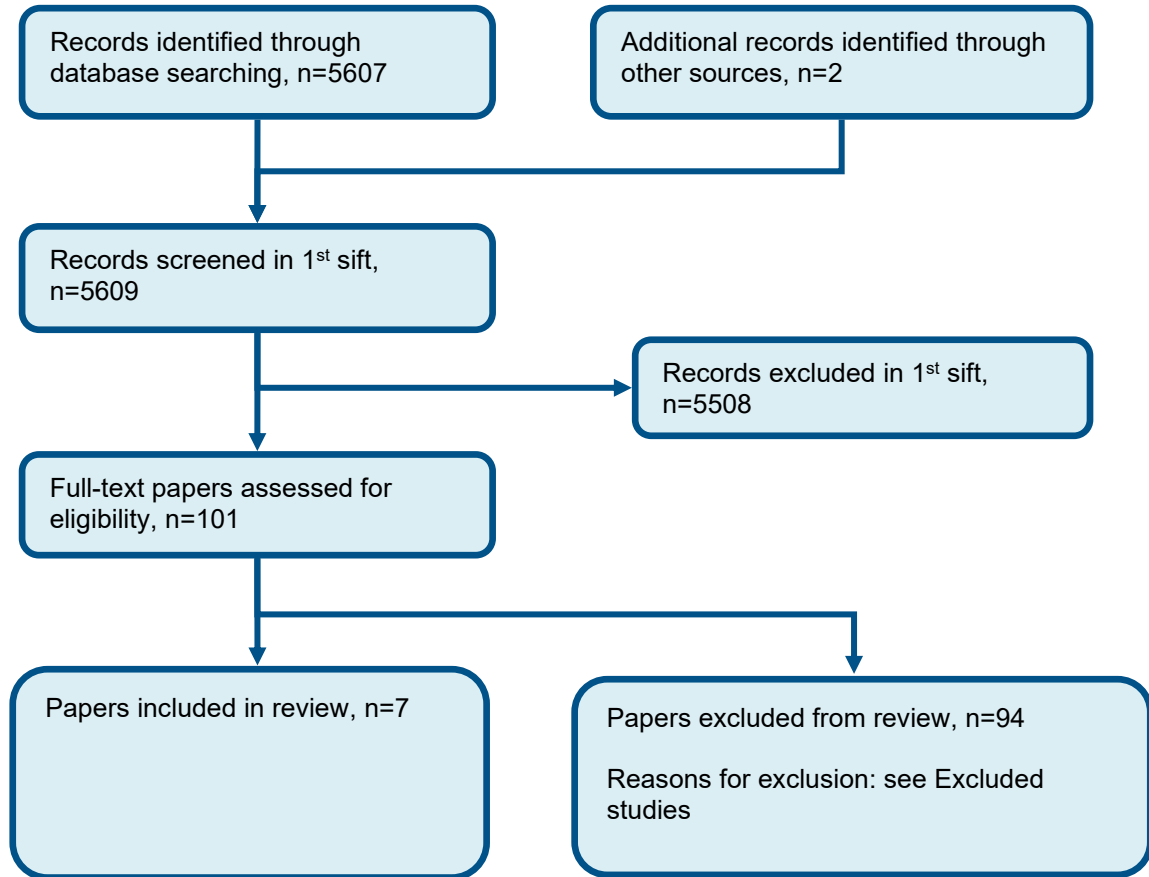 Records identified through
database searching, n=5607
Additional records identified through
other sources, n=2
Records screened in 1st sift,
n=5609
Records excluded in 1st sift,
n=5508
Full-text papers assessed for
eligibility, n=101
Papers included in review, n=7
Papers excluded from review, n=94
Reasons for exclusion: see Excluded
studies